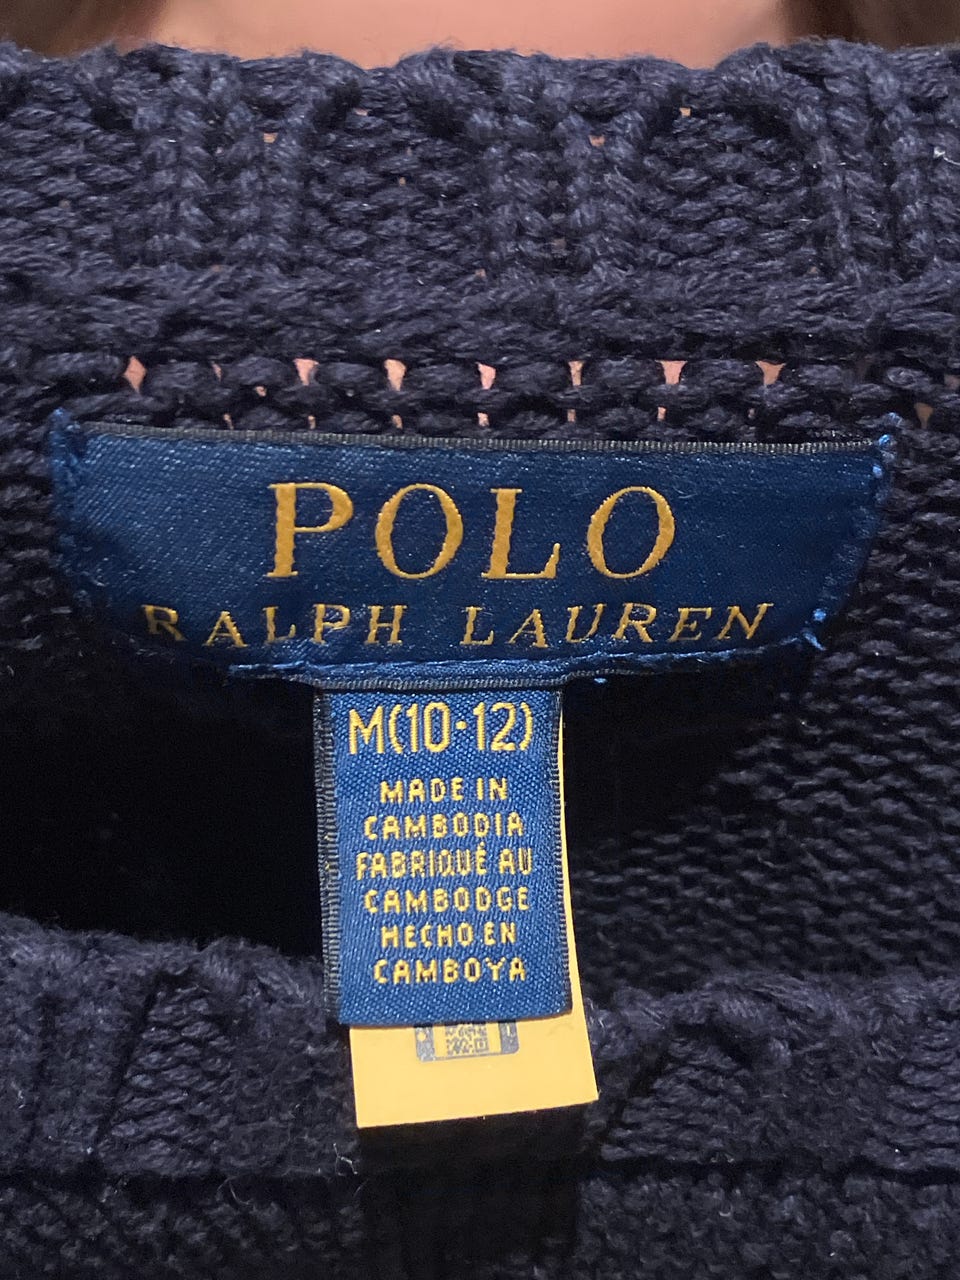 POLO
RALPH LAUREN
M(10-12)
MADE IN
CAMBODIA
FABRIQUÉ AU
CAMBODGE
HECHO EN
CAMBOYA